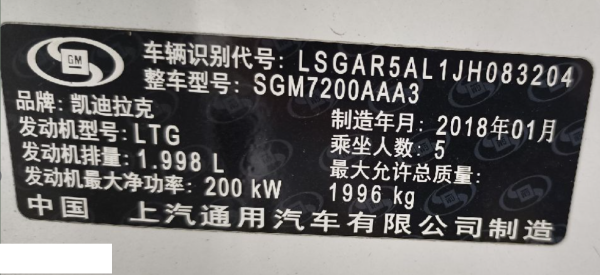 GM
车辆识别代号: LSGAR5AL1JH083204
整车型号: SGM7200AAA3
品牌: 凯迪拉克
制造年月: 2018年01月
发动机型号: LTG
乘坐人数: 5
发动机排量: 1.998 L
最大允许总质量:
1996 kg
发动机最大净功率: 200 kW
中国 上汽通用汽车有限公司制造